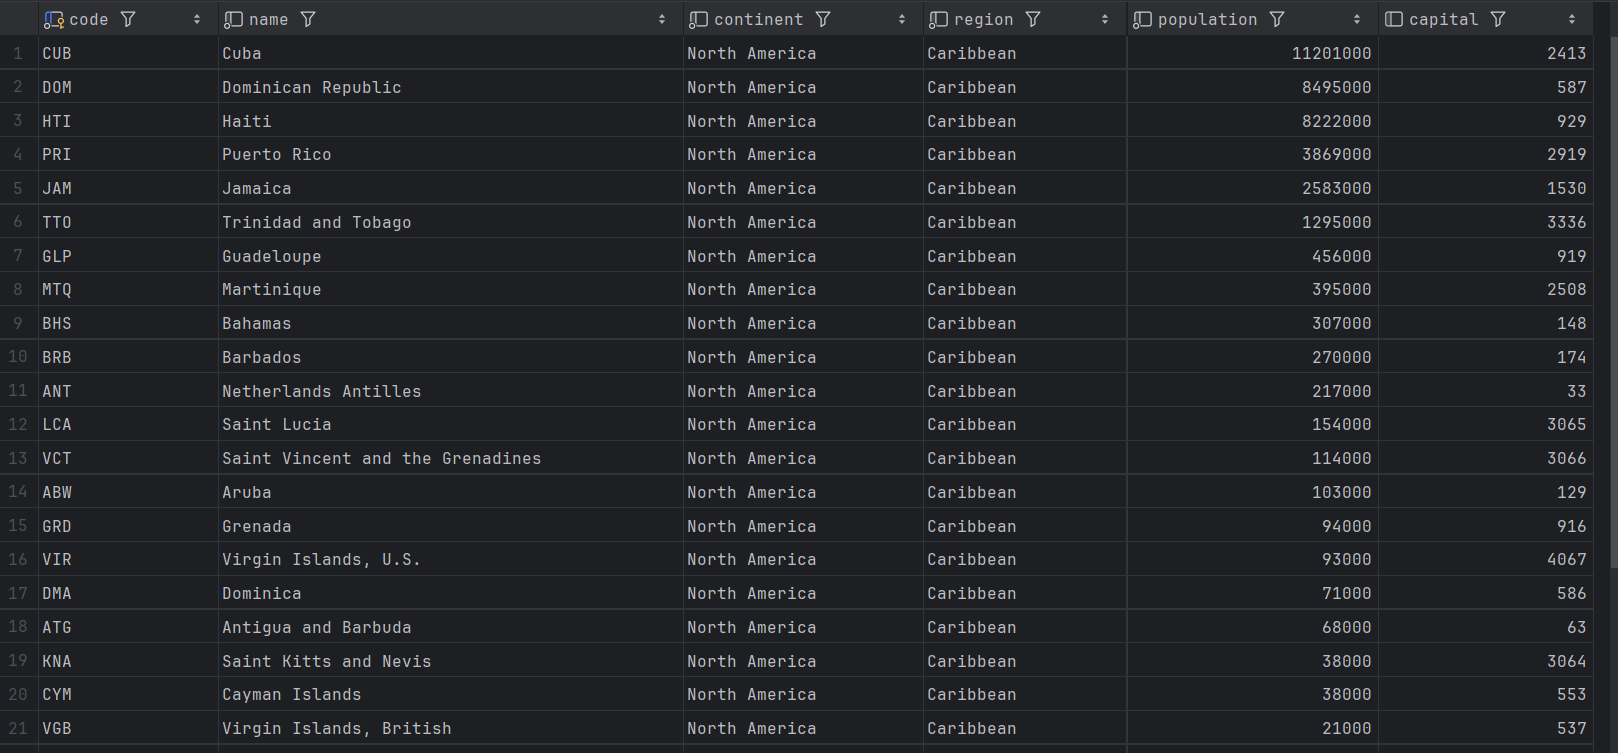 code name continent region population capital
1 CUB Cuba North America Caribbean 11201000 2413
2 DOM Dominican Republic North America Caribbean 8495000 587
3 HTI Haiti North America Caribbean 8222000 929
4 PRI Puerto Rico North America Caribbean 3869000 2919
5 JAM Jamaica North America Caribbean 2583000 1530
6 TTO Trinidad and Tobago North America Caribbean 1295000 3336
7 GLP Guadeloupe North America Caribbean 456000 919
8 MTQ Martinique North America Caribbean 395000 2508
9 BHS Bahamas North America Caribbean 307000 148
10 BRB Barbados North America Caribbean 270000 174
11 ANT Netherlands Antilles North America Caribbean 217000 33
12 LCA Saint Lucia North America Caribbean 154000 3065
13 VCT Saint Vincent and the Grenadines North America Caribbean 114000 3066
14 ABW Aruba North America Caribbean 103000 129
15 GRD Grenada North America Caribbean 94000 916
16 VIR Virgin Islands, U.S. North America Caribbean 93000 4067
17 DMA Dominica North America Caribbean 71000 586
18 ATG Antigua and Barbuda North America Caribbean 68000 63
19 KNA Saint Kitts and Nevis North America Caribbean 38000 3064
20 CYM Cayman Islands North America Caribbean 38000 553
21 VGB Virgin Islands, British North America Caribbean 21000 537